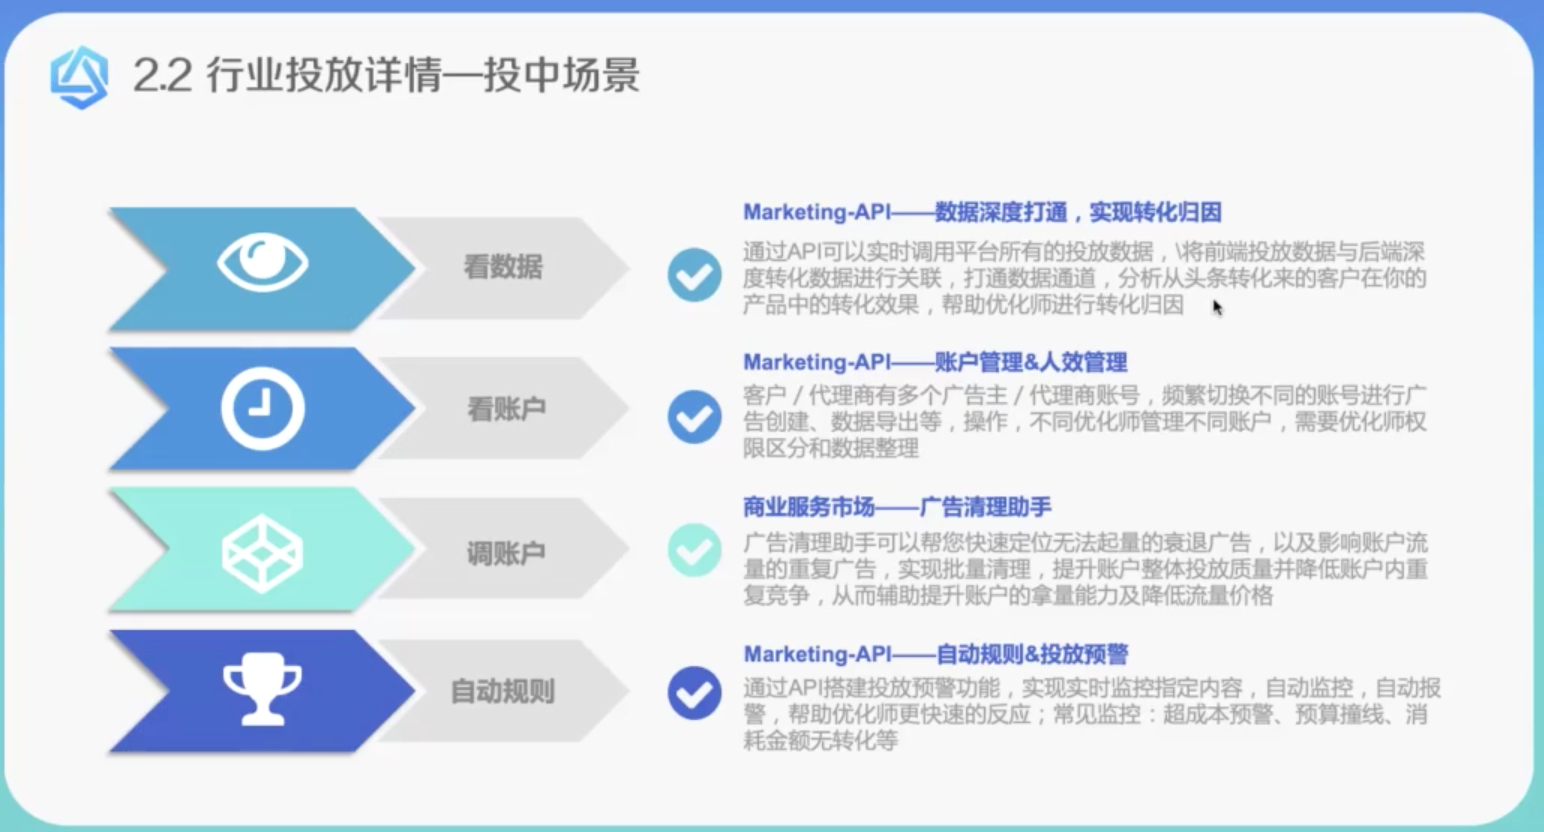 2.2 行业投放详情—投中场景
看数据
Marketing-API——数据深度打通，实现转化归因
通过API可以实时调用平台所有的投放数据，\将前端投放数据与后端深
度转化数据进行关联，打通数据通道，分析从头条转化来的客户在你的
产品中的转化效果，帮助优化师进行转化归因
看账户
Marketing-API——账户管理&人效管理
客户 / 代理商有多个广告主 / 代理商账号，频繁切换不同的账号进行广
告创建、数据导出等，操作，不同优化师管理不同账户，需要优化师权
限区分和数据整理
调账户
商业服务市场——广告清理助手
广告清理助手可以帮您快速定位无法起量的衰退广告，以及影响账户流
量的重复广告，实现批量清理，提升账户整体投放质量并降低账户内重
复竞争，从而辅助提升账户的拿量能力及降低流量价格
自动规则
Marketing-API——自动规则&投放预警
通过API搭建投放预警功能，实现实时监控指定内容，自动监控，自动报
警，帮助优化师更快速的反应；常见监控：超成本预警、预算撞线、消
耗金额无转化等